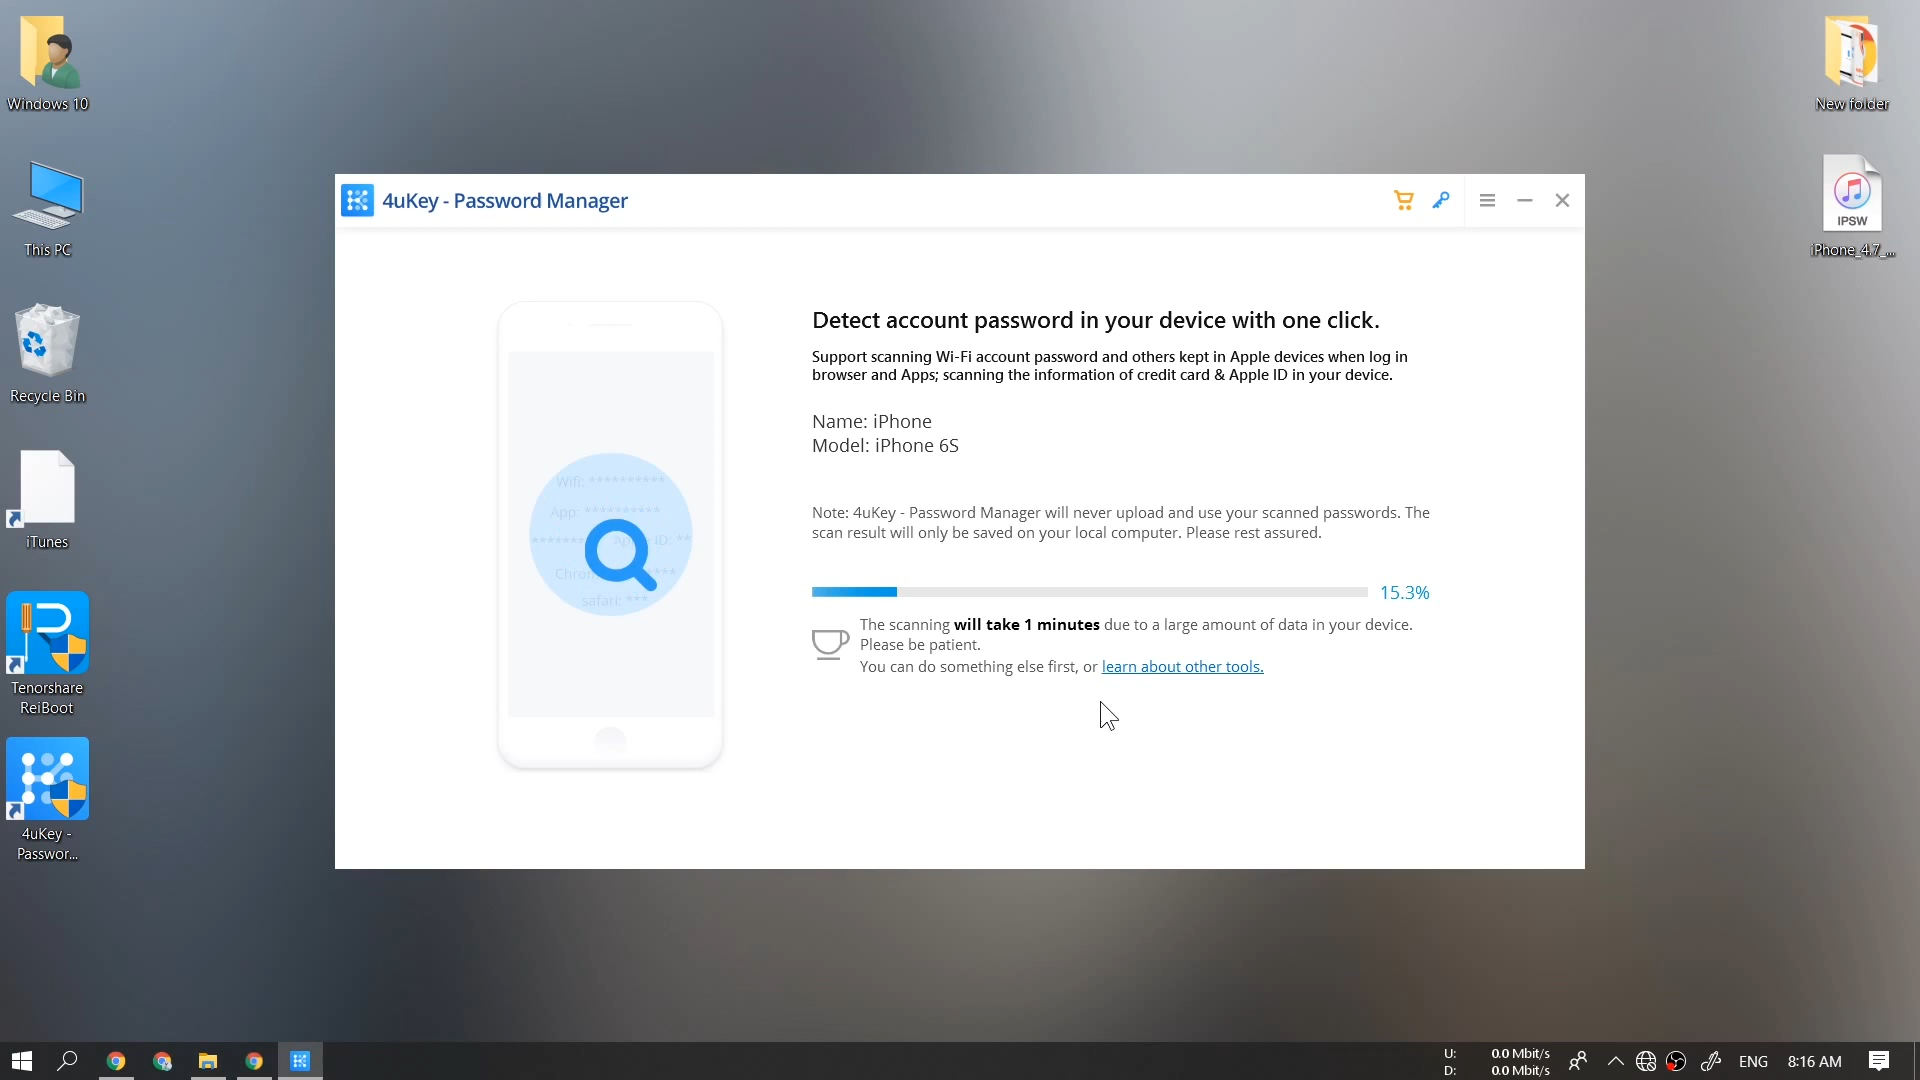 Windows 10
This PC
Recycle Bin
iTunes
Tenorshare
ReiBoot
4uKey -
Passwor...
4uKey - Password Manager
Wifi: **********
App: **********
Detect account password in your device with one click.
Support scanning Wi-Fi account password and others kept in Apple devices when log in
browser and Apps; scanning the information of credit card & Apple ID in your device.
Name: iPhone
Model: iPhone 6S
Note: 4uKey - Password Manager will never upload and use your scanned passwords. The
scan result will only be saved on your local computer. Please rest assured.
15.3%
The scanning will take 1 minutes due to a large amount of data in your device.
Please be patient.
You can do something else first, or learn about other tools.
safari: ***
New folder
IPSW
iPhone_4.7_...
U: 0.0 Mbit/s
D: 0.0 Mbit/s
ENG
8:16 AM